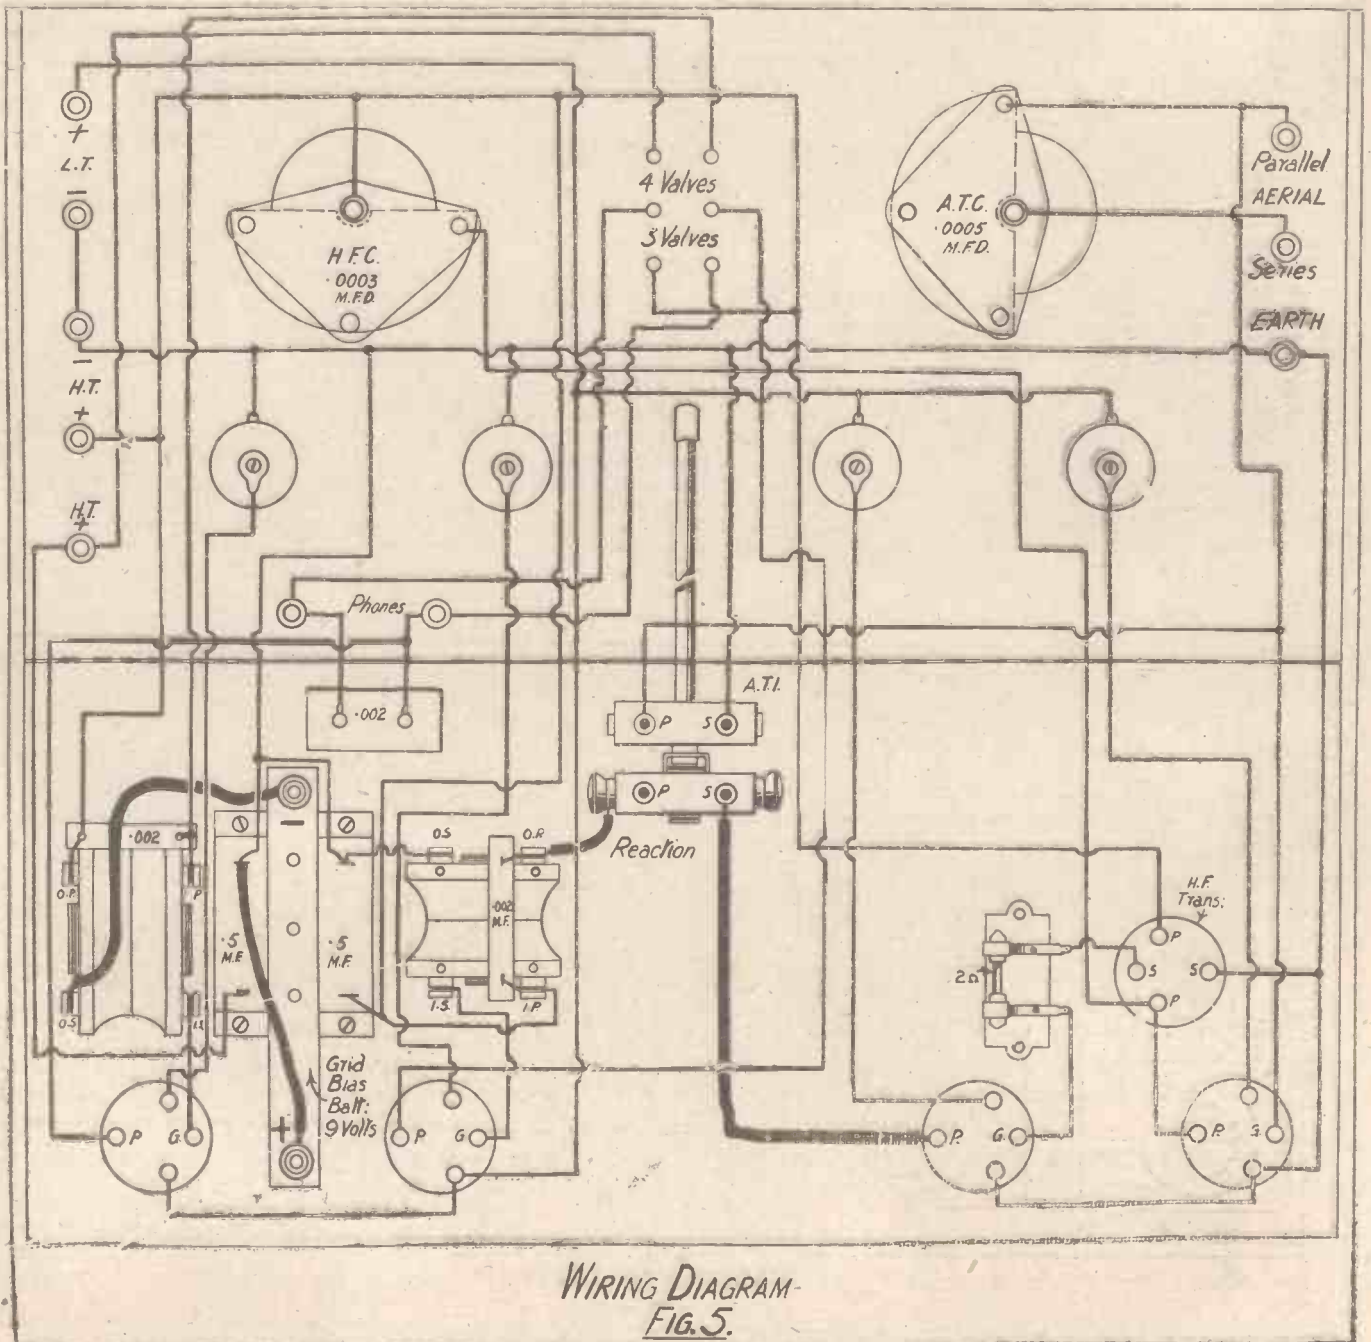 +
L.T.
−
−
H.T.
+
H.T.
+
H.F.C.
.0003
M.F.D.
4 Valves
3 Valves
A.T.C.
.0005
M.F.D.
Parallel
AERIAL
Series
EARTH
Phones
.002
A.T.I.
P
S
P
S
Reaction
.002
O.P.
P
O.S.
I.S.
.5
M.F.
−
.5
M.F.
O.S.
O.P.
.002
M.F.
I.S.
I.P.
Grid
Bias
Batt:
9 Volts
+
2Ω
H.F.
Trans:
P
S
S
P
P.
G.
P.
G.
P.
G.
P.
G.
WIRING DIAGRAM-
FIG. 5.